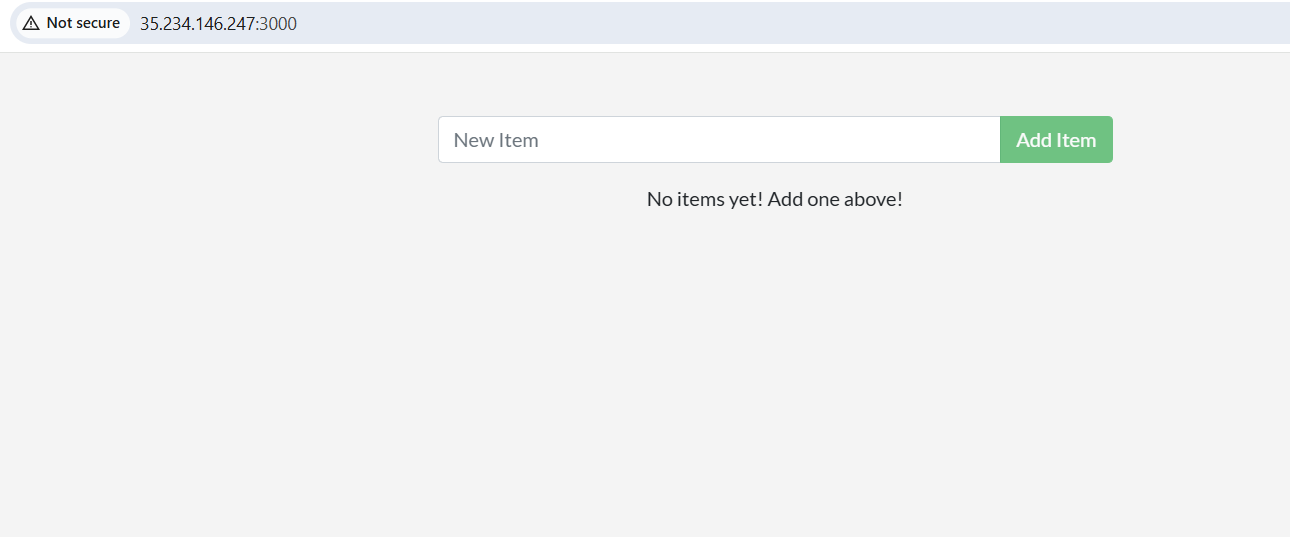 Not secure 35.234.146.247:3000
New Item Add Item
No items yet! Add one above!